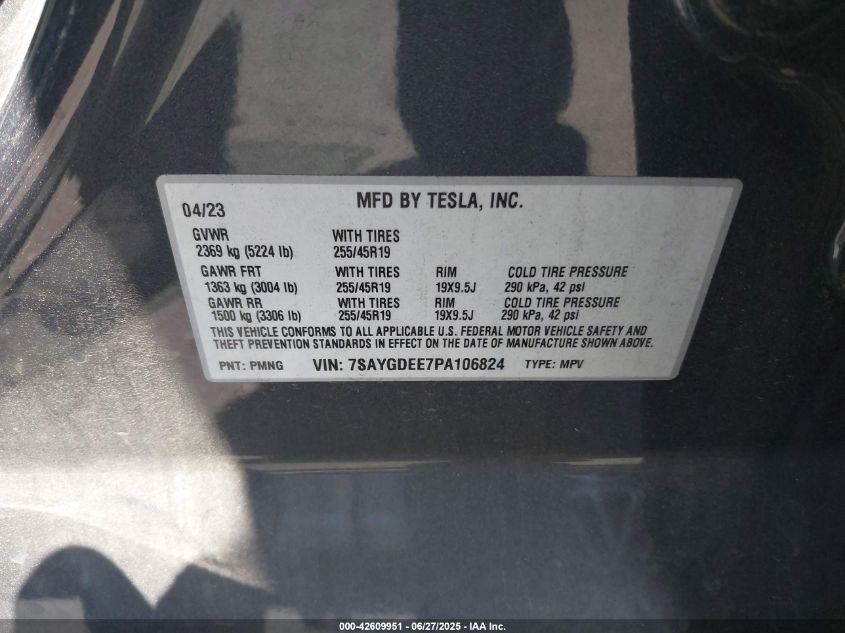 MFD BY TESLA, INC.
04/23
GVWR WITH TIRES
2369 kg (5224 lb) 255/45R19
GAWR FRT WITH TIRES RIM COLD TIRE PRESSURE
1363 kg (3004 lb) 255/45R19 19X9.5J 290 kPa, 42 psi
GAWR RR WITH TIRES RIM COLD TIRE PRESSURE
1500 kg (3306 lb) 255/45R19 19X9.5J 290 kPa, 42 psi
THIS VEHICLE CONFORMS TO ALL APPLICABLE U.S. FEDERAL MOTOR VEHICLE SAFETY AND
THEFT PREVENTION STANDARDS IN EFFECT ON THE DATE OF MANUFACTURE SHOWN ABOVE.
PNT: PMNG VIN: 7SAYGDEE7PA106824 TYPE: MPV
000-42609951 - 06/27/2025 - IAA Inc.